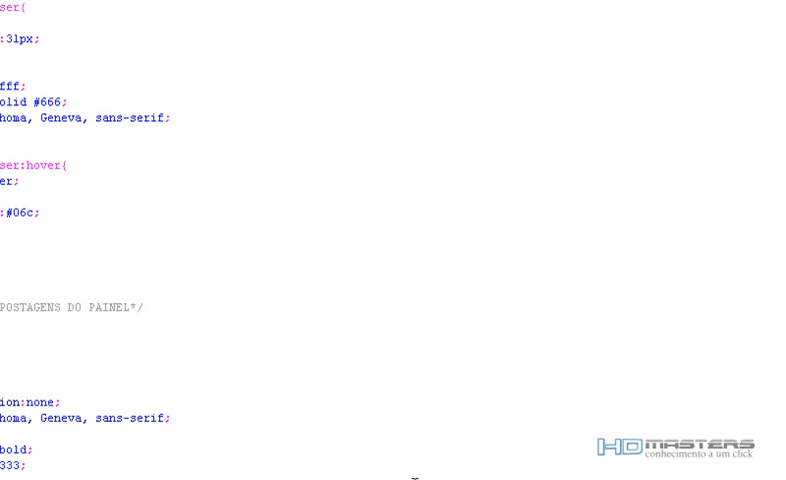 ser{
:31px;
fff;
olid #666;
homa, Geneva, sans-serif;
ser:hover{
er;
:#06c;
POSTAGENS DO PAINEL*/
ion:none;
homa, Geneva, sans-serif;
bold;
333;
HDMASTERS
conhecimento a um click